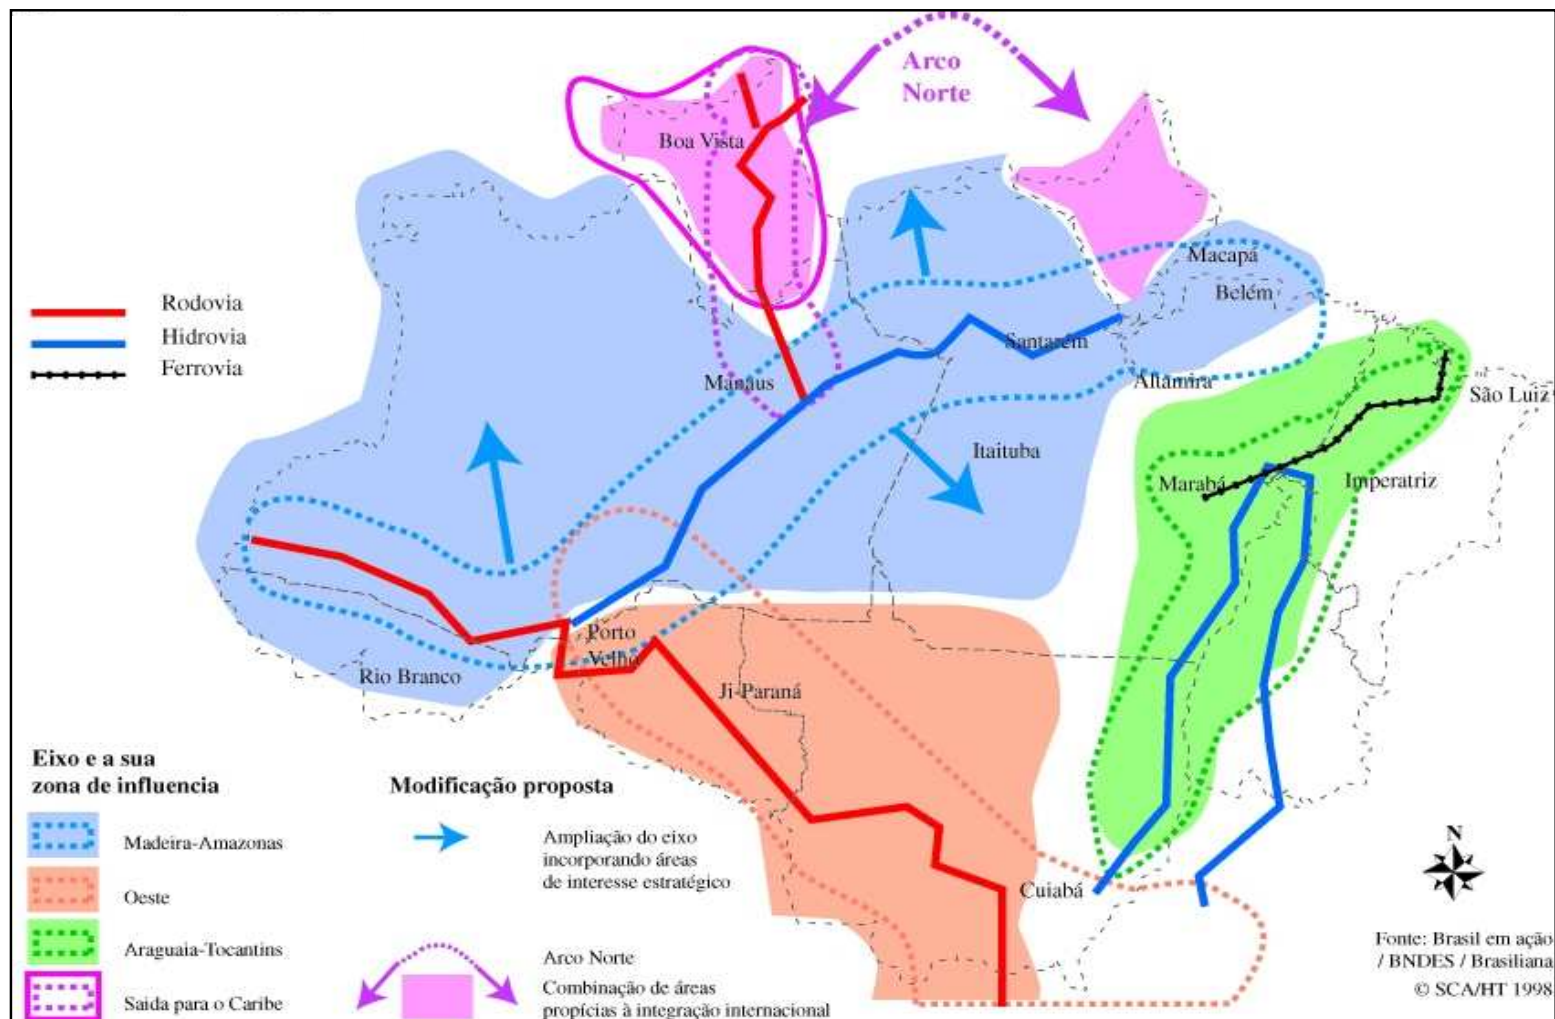 Arco
Norte
Boa Vista
Macapá
Belém
Rodovia
Hidrovia
Ferrovia
Santarém
Manaus
Altamira
São Luiz
Itaituba
Marabá
Imperatriz
Porto
Velho
Rio Branco
Ji-Paraná
Cuiabá
Eixo e a sua
zona de influencia
Madeira-Amazonas
Oeste
Araguaia-Tocantins
Saida para o Caribe
Modificação proposta
Ampliação do eixo
incorporando áreas
de interesse estratégico
Arco Norte
Combinação de áreas
propícias à integração internacional
N
Fonte: Brasil em ação
/ BNDES / Brasiliana
© SCA/HT 1998